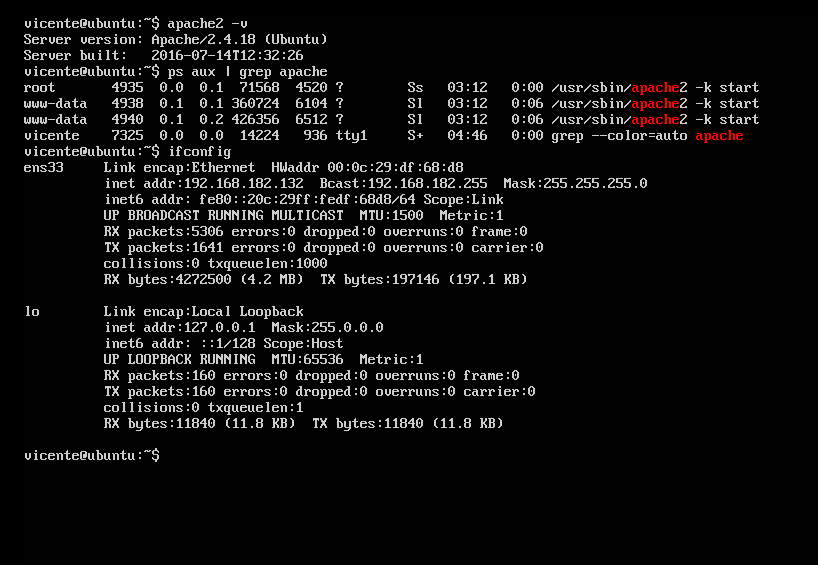 vicente@ubuntu:~$ apache2 -v
Server version: Apache/2.4.18 (Ubuntu)
Server built:   2016-07-14T12:32:26
vicente@ubuntu:~$ ps aux | grep apache
root       4935  0.0  0.1  71568  4520 ?        Ss   03:12   0:00 /usr/sbin/apache2 -k start
www-data   4938  0.1  0.1 360724  6104 ?        Sl   03:12   0:06 /usr/sbin/apache2 -k start
www-data   4940  0.1  0.2 426356  6512 ?        Sl   03:12   0:06 /usr/sbin/apache2 -k start
vicente    7325  0.0  0.0  14224   936 tty1     S+   04:46   0:00 grep --color=auto apache
vicente@ubuntu:~$ ifconfig
ens33     Link encap:Ethernet  HWaddr 00:0c:29:df:68:d8
          inet addr:192.168.182.132  Bcast:192.168.182.255  Mask:255.255.255.0
          inet6 addr: fe80::20c:29ff:fedf:68d8/64 Scope:Link
          UP BROADCAST RUNNING MULTICAST  MTU:1500  Metric:1
          RX packets:5306 errors:0 dropped:0 overruns:0 frame:0
          TX packets:1641 errors:0 dropped:0 overruns:0 carrier:0
          collisions:0 txqueuelen:1000
          RX bytes:4272500 (4.2 MB)  TX bytes:197146 (197.1 KB)

lo        Link encap:Local Loopback
          inet addr:127.0.0.1  Mask:255.0.0.0
          inet6 addr: ::1/128 Scope:Host
          UP LOOPBACK RUNNING  MTU:65536  Metric:1
          RX packets:160 errors:0 dropped:0 overruns:0 frame:0
          TX packets:160 errors:0 dropped:0 overruns:0 carrier:0
          collisions:0 txqueuelen:1
          RX bytes:11840 (11.8 KB)  TX bytes:11840 (11.8 KB)

vicente@ubuntu:~$